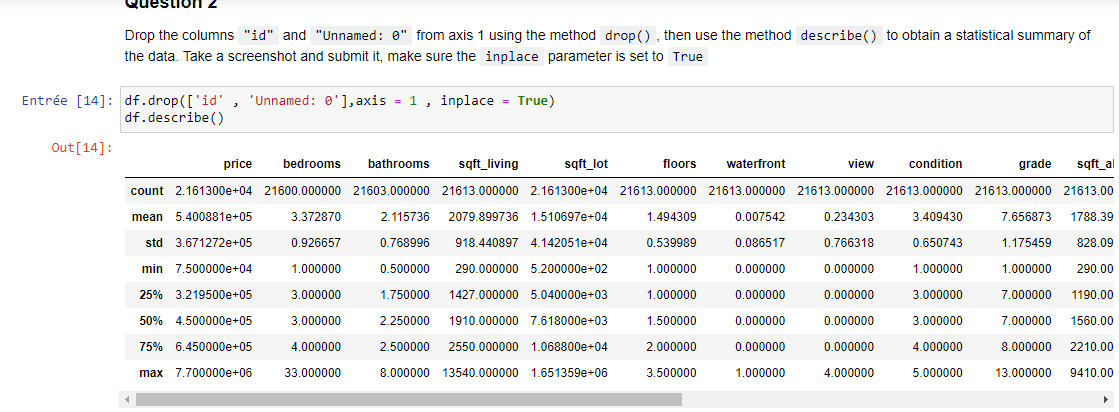 Question 2
Drop the columns "id" and "Unnamed: 0" from axis 1 using the method drop() , then use the method describe() to obtain a statistical summary of
the data. Take a screenshot and submit it, make sure the inplace parameter is set to True
Entrée [14]: df.drop(['id' , 'Unnamed: 0'],axis = 1 , inplace = True)
df.describe()
Out[14]:
price bedrooms bathrooms sqft_living sqft_lot floors waterfront view condition grade sqft_al
count 2.161300e+04 21600.000000 21603.000000 21613.000000 2.161300e+04 21613.000000 21613.000000 21613.000000 21613.000000 21613.000000 21613.00
mean 5.400881e+05 3.372870 2.115736 2079.899736 1.510697e+04 1.494309 0.007542 0.234303 3.409430 7.656873 1788.39
std 3.671272e+05 0.926657 0.768996 918.440897 4.142051e+04 0.539989 0.086517 0.766318 0.650743 1.175459 828.09
min 7.500000e+04 1.000000 0.500000 290.000000 5.200000e+02 1.000000 0.000000 0.000000 1.000000 1.000000 290.00
25% 3.219500e+05 3.000000 1.750000 1427.000000 5.040000e+03 1.000000 0.000000 0.000000 3.000000 7.000000 1190.00
50% 4.500000e+05 3.000000 2.250000 1910.000000 7.618000e+03 1.500000 0.000000 0.000000 3.000000 7.000000 1560.00
75% 6.450000e+05 4.000000 2.500000 2550.000000 1.068800e+04 2.000000 0.000000 0.000000 4.000000 8.000000 2210.00
max 7.700000e+06 33.000000 8.000000 13540.000000 1.651359e+06 3.500000 1.000000 4.000000 5.000000 13.000000 9410.00